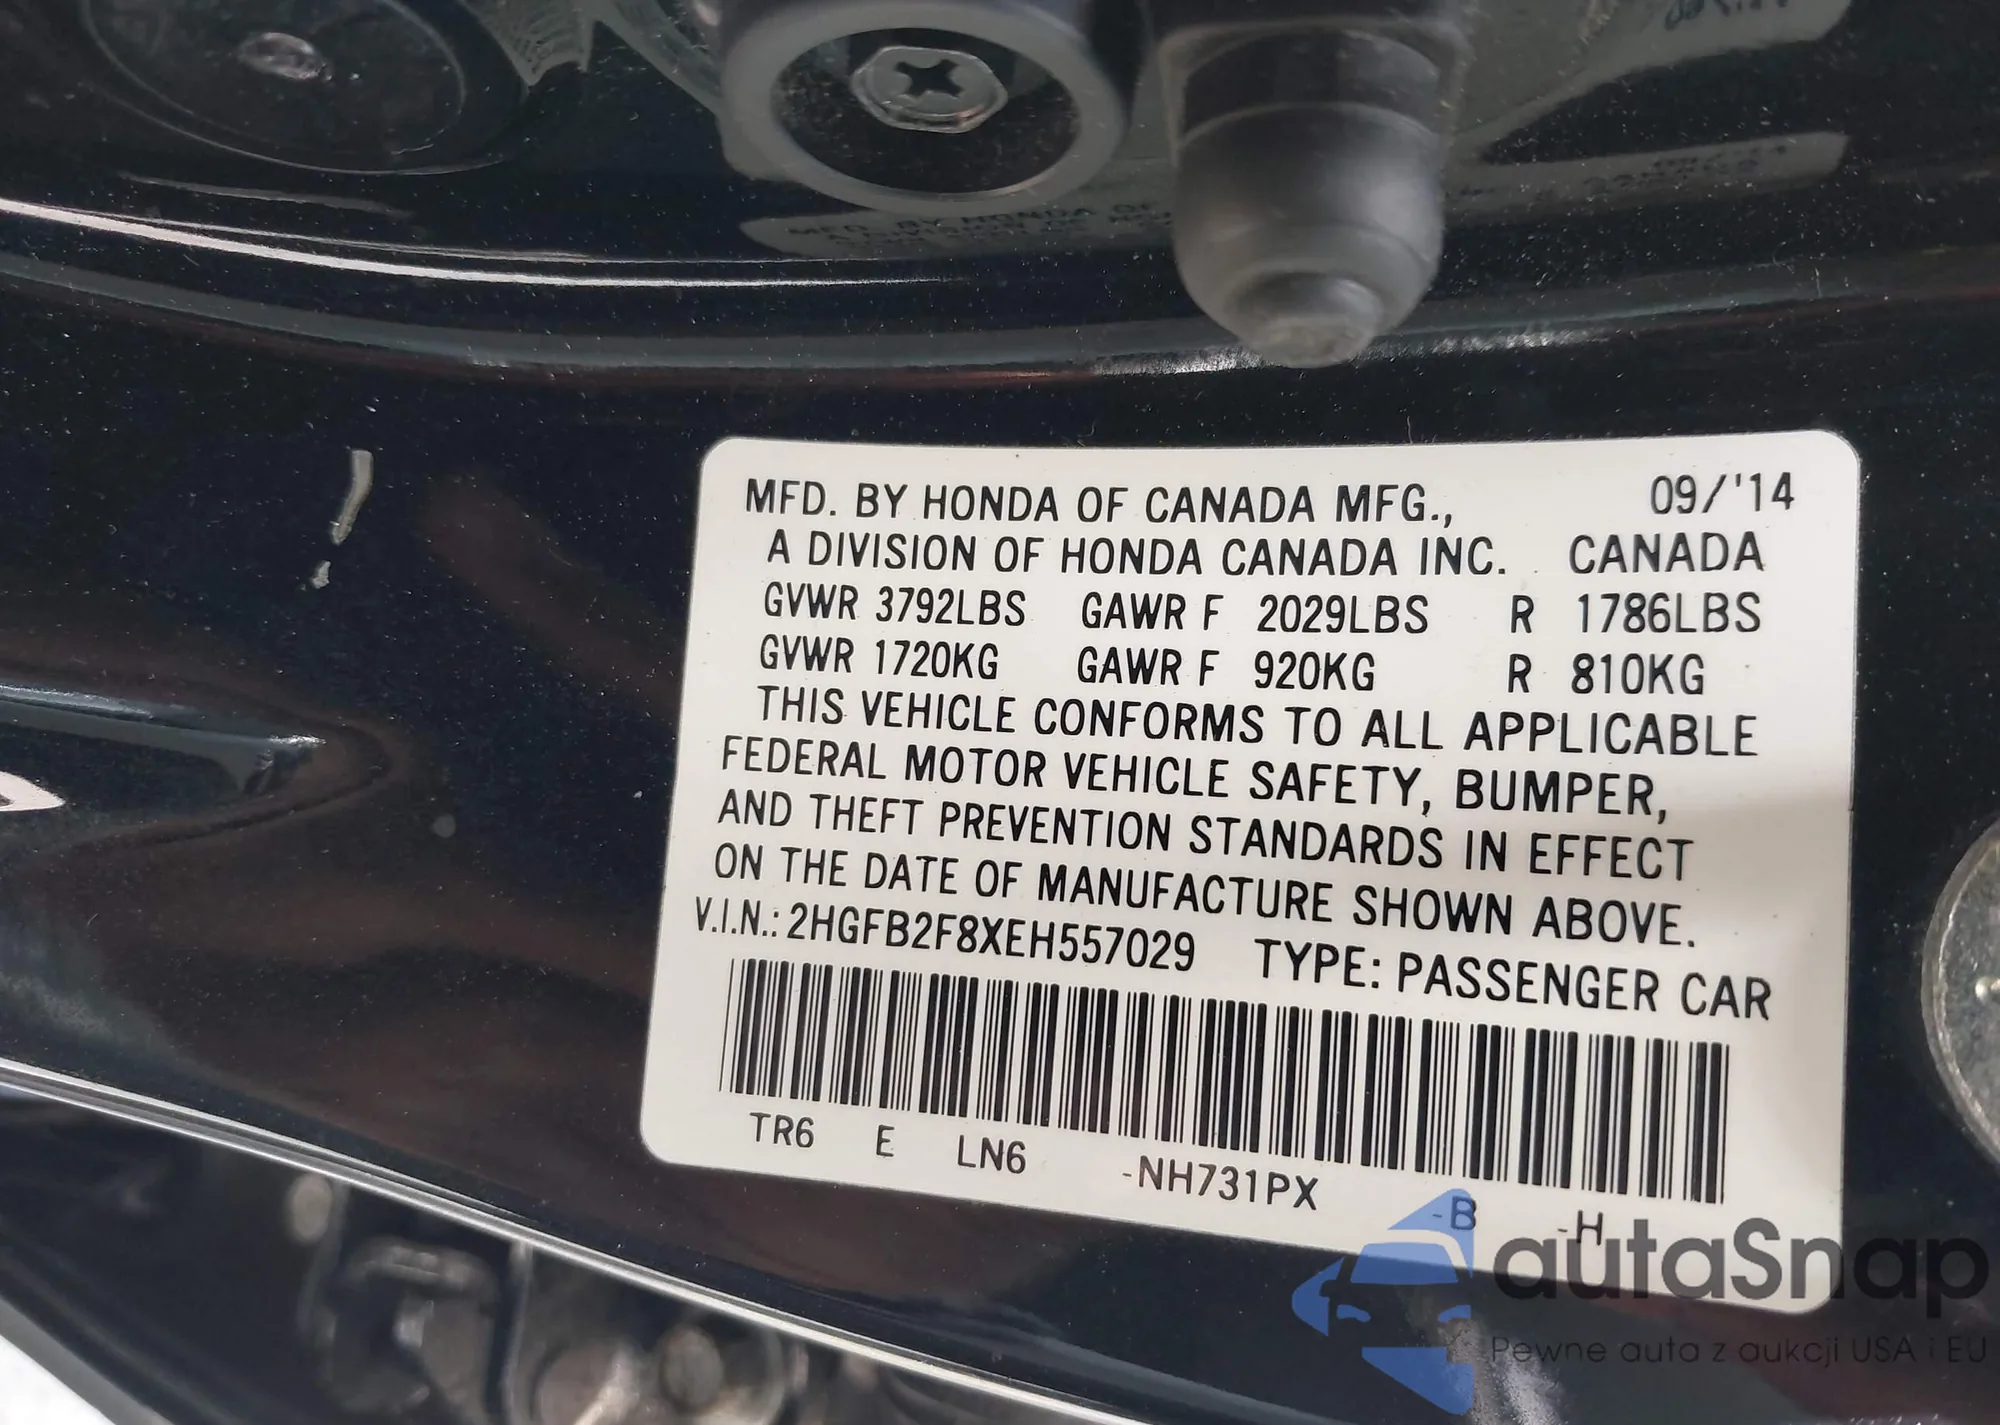 MFD. BY HONDA OF CANADA MFG., 09/'14
A DIVISION OF HONDA CANADA INC. CANADA
GVWR 3792LBS GAWR F 2029LBS R 1786LBS
GVWR 1720KG GAWR F 920KG R 810KG
THIS VEHICLE CONFORMS TO ALL APPLICABLE
FEDERAL MOTOR VEHICLE SAFETY, BUMPER,
AND THEFT PREVENTION STANDARDS IN EFFECT
ON THE DATE OF MANUFACTURE SHOWN ABOVE.
V.I.N.: 2HGFB2F8XEH557029 TYPE: PASSENGER CAR
TR6 E LN6 -NH731PX -B -H
autaSnap
Pewne auta z aukcji USA i EU